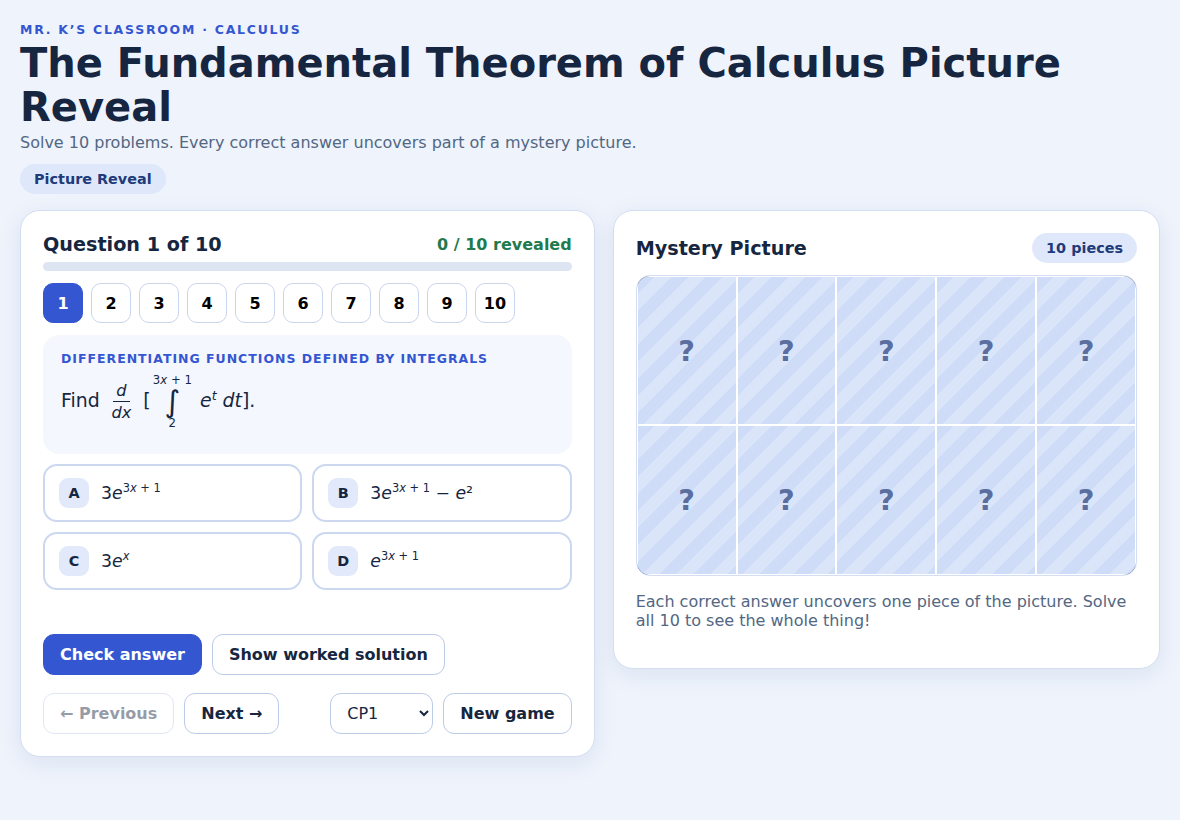 MR. K’S CLASSROOM · CALCULUS
The Fundamental Theorem of Calculus Picture
Reveal
Solve 10 problems. Every correct answer uncovers part of a mystery picture.
Picture Reveal
Question 1 of 10
0 / 10 revealed
1 2 3 4 5 6 7 8 9 10
DIFFERENTIATING FUNCTIONS DEFINED BY INTEGRALS
Find d/dx [∫₂^(3x + 1) e^t dt].
A 3e^(3x + 1)
B 3e^(3x + 1) − e²
C 3e^x
D e^(3x + 1)
Check answer
Show worked solution
← Previous
Next →
CP1
New game
Mystery Picture
10 pieces
? ? ? ? ?
? ? ? ? ?
Each correct answer uncovers one piece of the picture. Solve
all 10 to see the whole thing!